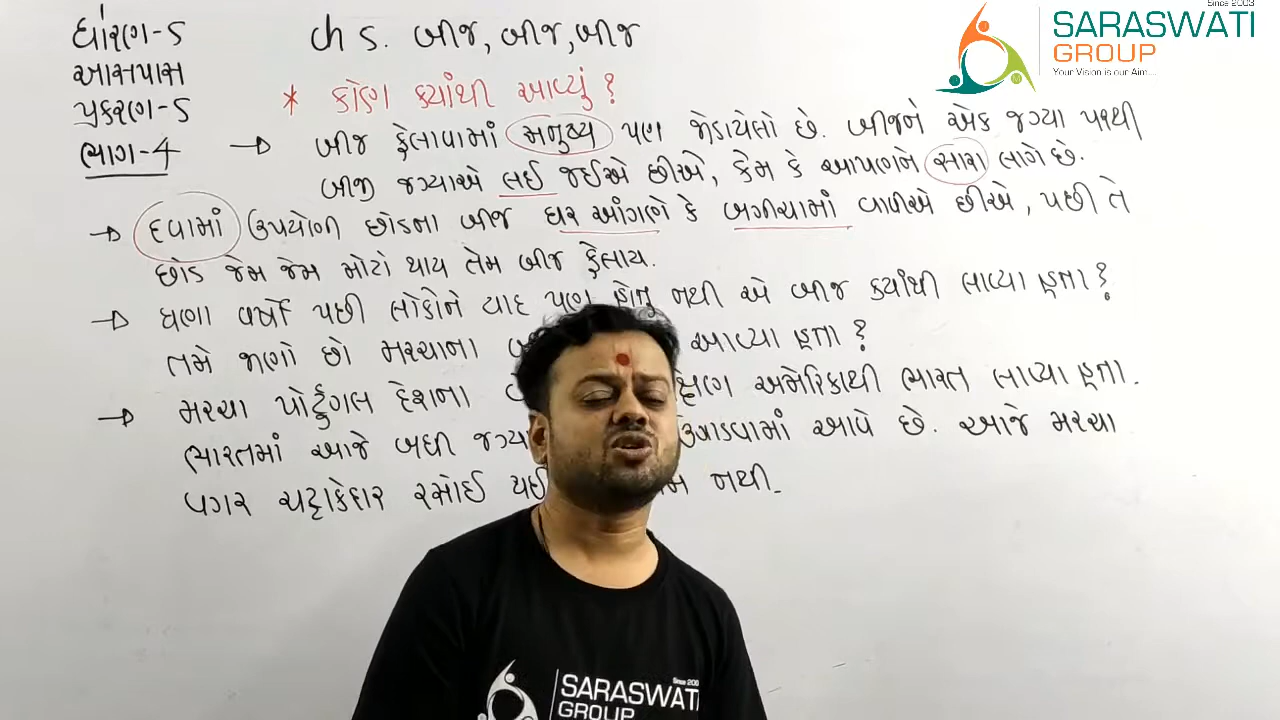 ધોરણ-5
આસપાસ
પ્રકરણ-5
ભાગ-4
ch 5. બીજ, બીજ, બીજ
* કોણ ક્યાંથી આવ્યું ?
→ બીજ ફેલાવામાં મનુષ્ય પણ જોડાયેલો છે. બીજને એક જગ્યા પરથી
બીજી જગ્યાએ લઈ જઈએ છીએ, કેમ કે આપણને સારા લાગે છે.
→ દવામાં ઉપયોગી છોડના બીજ ઘર આંગણે કે બગીચામાં વાવીએ છીએ, પછી તે
છોડ જેમ જેમ મોટો થાય તેમ બીજ ફેલાય.
→ ઘણા વર્ષો પછી લોકોને યાદ પણ હોતુ નથી એ બીજ ક્યાંથી લાવ્યા હતા ?
તમે જાણો છો મરચાના આવ્યા હતા ?
→ મરચા પોર્ટુગલ દેશના અમેરિકાથી ભારત લાવ્યા હતા.
ભારતમાં આજે બધી ઉગાડવામાં આવે છે. આજે મરચા
વગર ચટ્ટાકેદાર રસોઈ નથી.
Since 2003
SARASWATI
GROUP
Your Vision is our Aim....
SARASWATI
GROUP